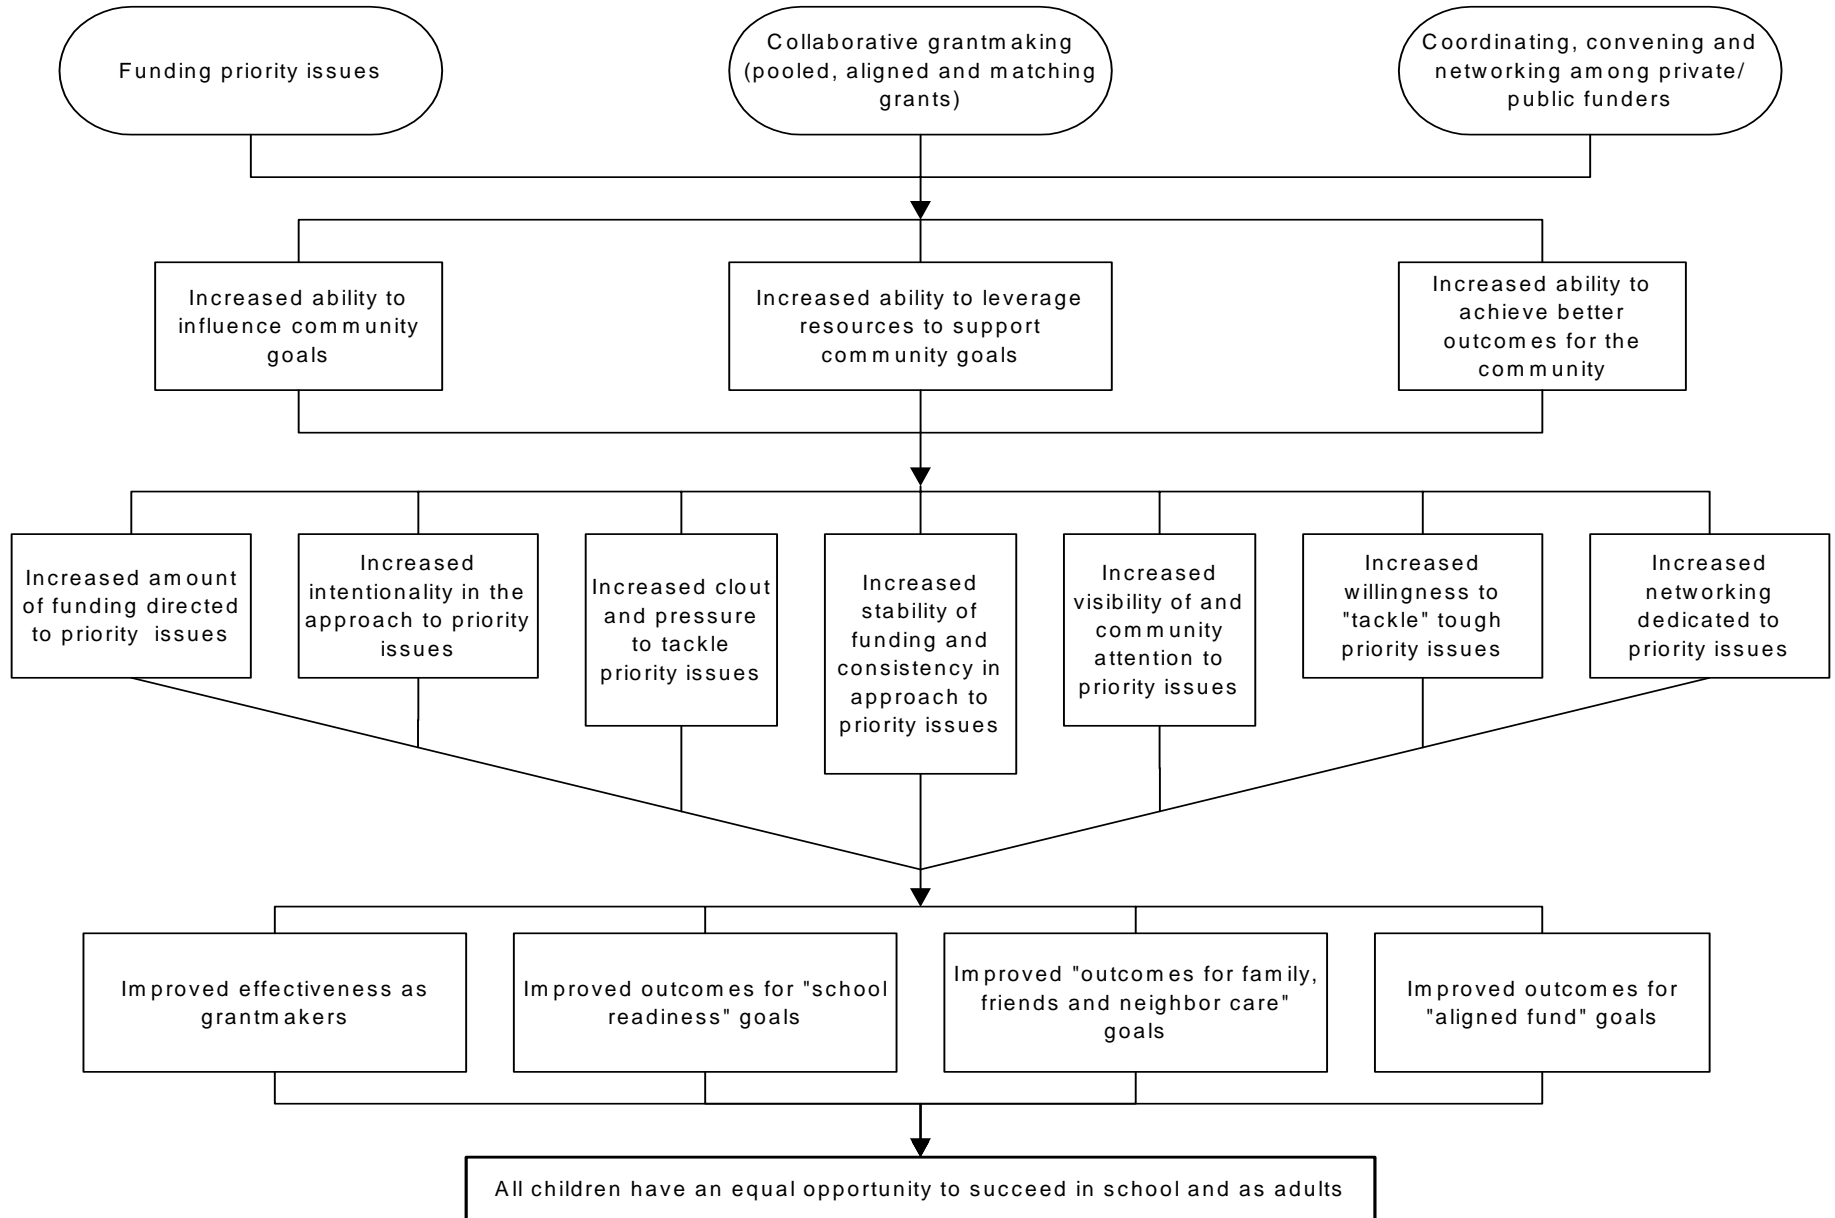 Funding priority issues
Collaborative grantmaking
(pooled, aligned and matching
grants)
Coordinating, convening and
networking among private/
public funders
Increased ability to
influence community
goals
Increased ability to leverage
resources to support
community goals
Increased ability to
achieve better
outcomes for the
community
Increased amount
of funding directed
to priority issues
Increased
intentionality in the
approach to priority
issues
Increased clout
and pressure
to tackle
priority issues
Increased
stability of
funding and
consistency in
approach to
priority issues
Increased
visibility of and
community
attention to
priority issues
Increased
willingness to
"tackle" tough
priority issues
Increased
networking
dedicated to
priority issues
Improved effectiveness as
grantmakers
Improved outcomes for "school
readiness" goals
Improved "outcomes for family,
friends and neighbor care"
goals
Improved outcomes for
"aligned fund" goals
All children have an equal opportunity to succeed in school and as adults